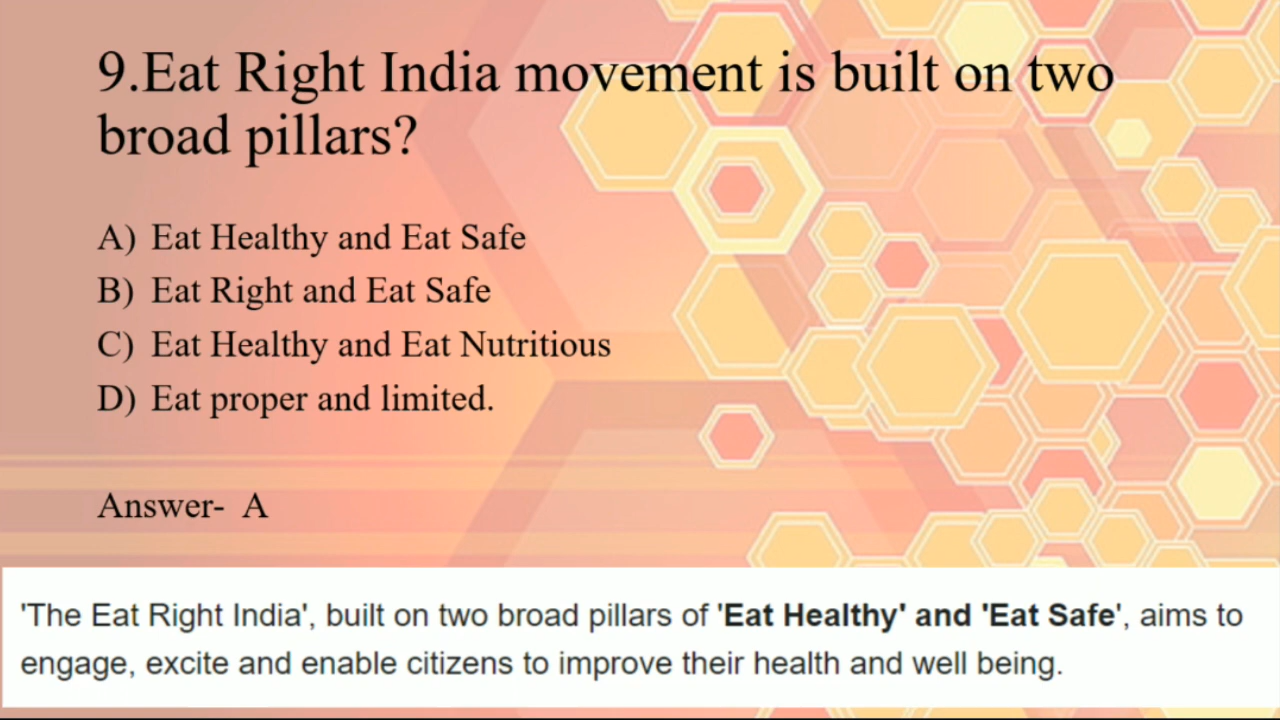 9.Eat Right India movement is built on two
broad pillars?
A) Eat Healthy and Eat Safe
B) Eat Right and Eat Safe
C) Eat Healthy and Eat Nutritious
D) Eat proper and limited.
Answer- A
'The Eat Right India', built on two broad pillars of 'Eat Healthy' and 'Eat Safe', aims to
engage, excite and enable citizens to improve their health and well being.